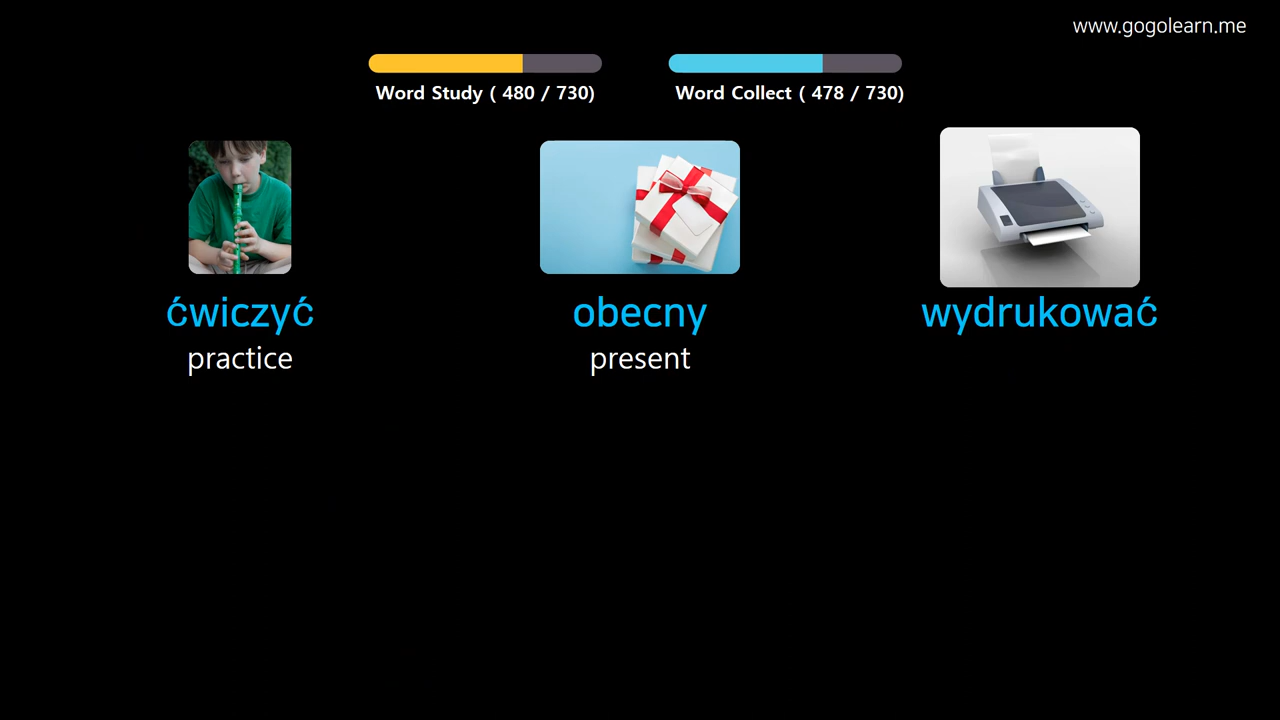 www.gogolearn.me
Word Study ( 480 / 730)
Word Collect ( 478 / 730)
ćwiczyć
practice
obecny
present
wydrukować